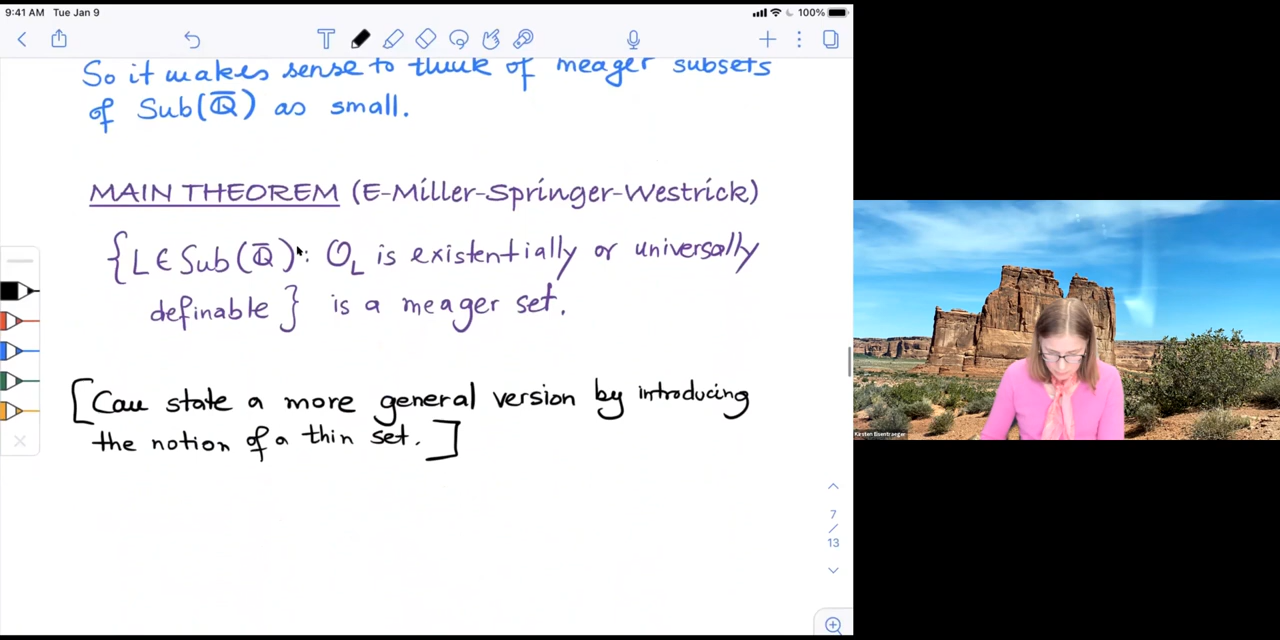 9:41 AM Tue Jan 9
100%
So it makes sense to think of meager subsets
of Sub(ℚ̅) as small.
MAIN THEOREM (E-Miller-Springer-Westrick)
{L ∈ Sub(ℚ̅): O_L is existentially or universally
definable} is a meager set.
[Can state a more general version by introducing
the notion of a thin set.]
7
/
13
Kirsten Eisentraeger